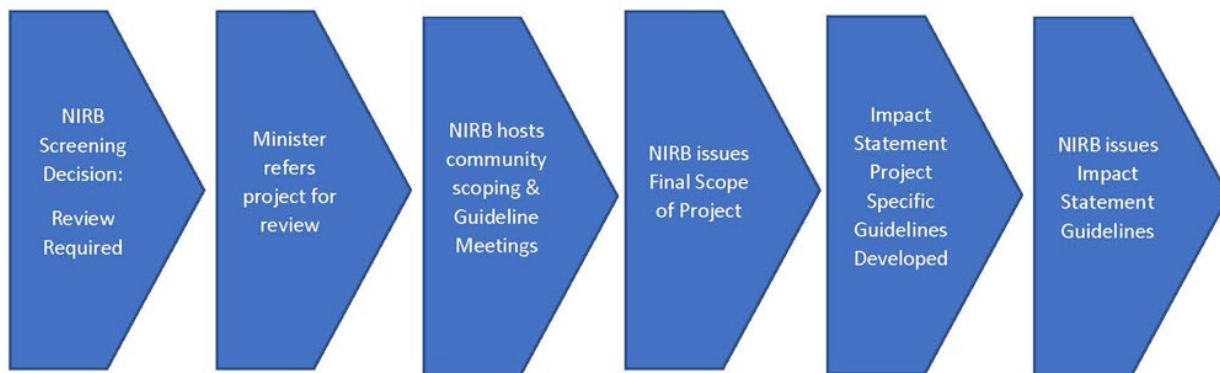 NIRB
Screening
Decision:
Review
Required
Minister
refers
project for
review
NIRB hosts
community
scoping &
Guideline
Meetings
NIRB issues
Final Scope
of Project
Impact
Statement
Project
Specific
Guidelines
Developed
NIRB issues
Impact
Statement
Guidelines